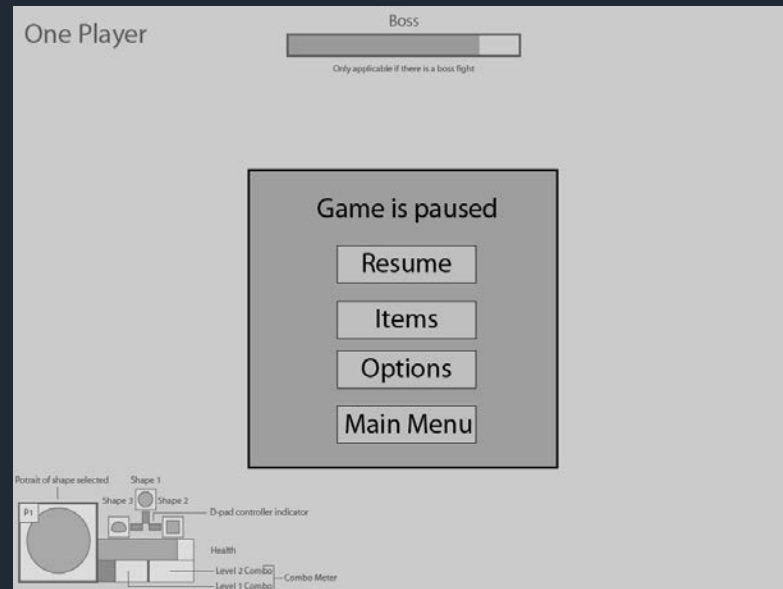 One Player
Boss
Only applicable if there is a boss fight
Game is paused
Resume
Items
Options
Main Menu
Potrait of shape selected
Shape 1
Shape 3
Shape 2
P1
D-pad controller indicator
Health
Level 2 Combo
Combo Meter
Level 1 Combo